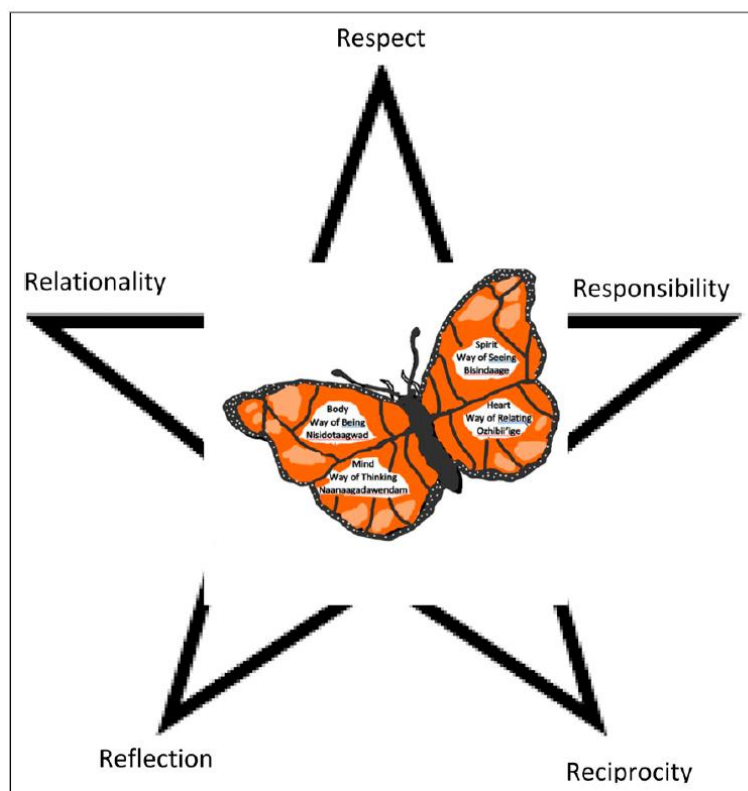 Respect
Relationality
Responsibility
Spirit
Way of Seeing
Bisindaage
Heart
Way of Relating
Ozhibii'ige
Body
Way of Being
Nisidotaagwad
Mind
Way of Thinking
Naanaagadawendam
Reflection
Reciprocity